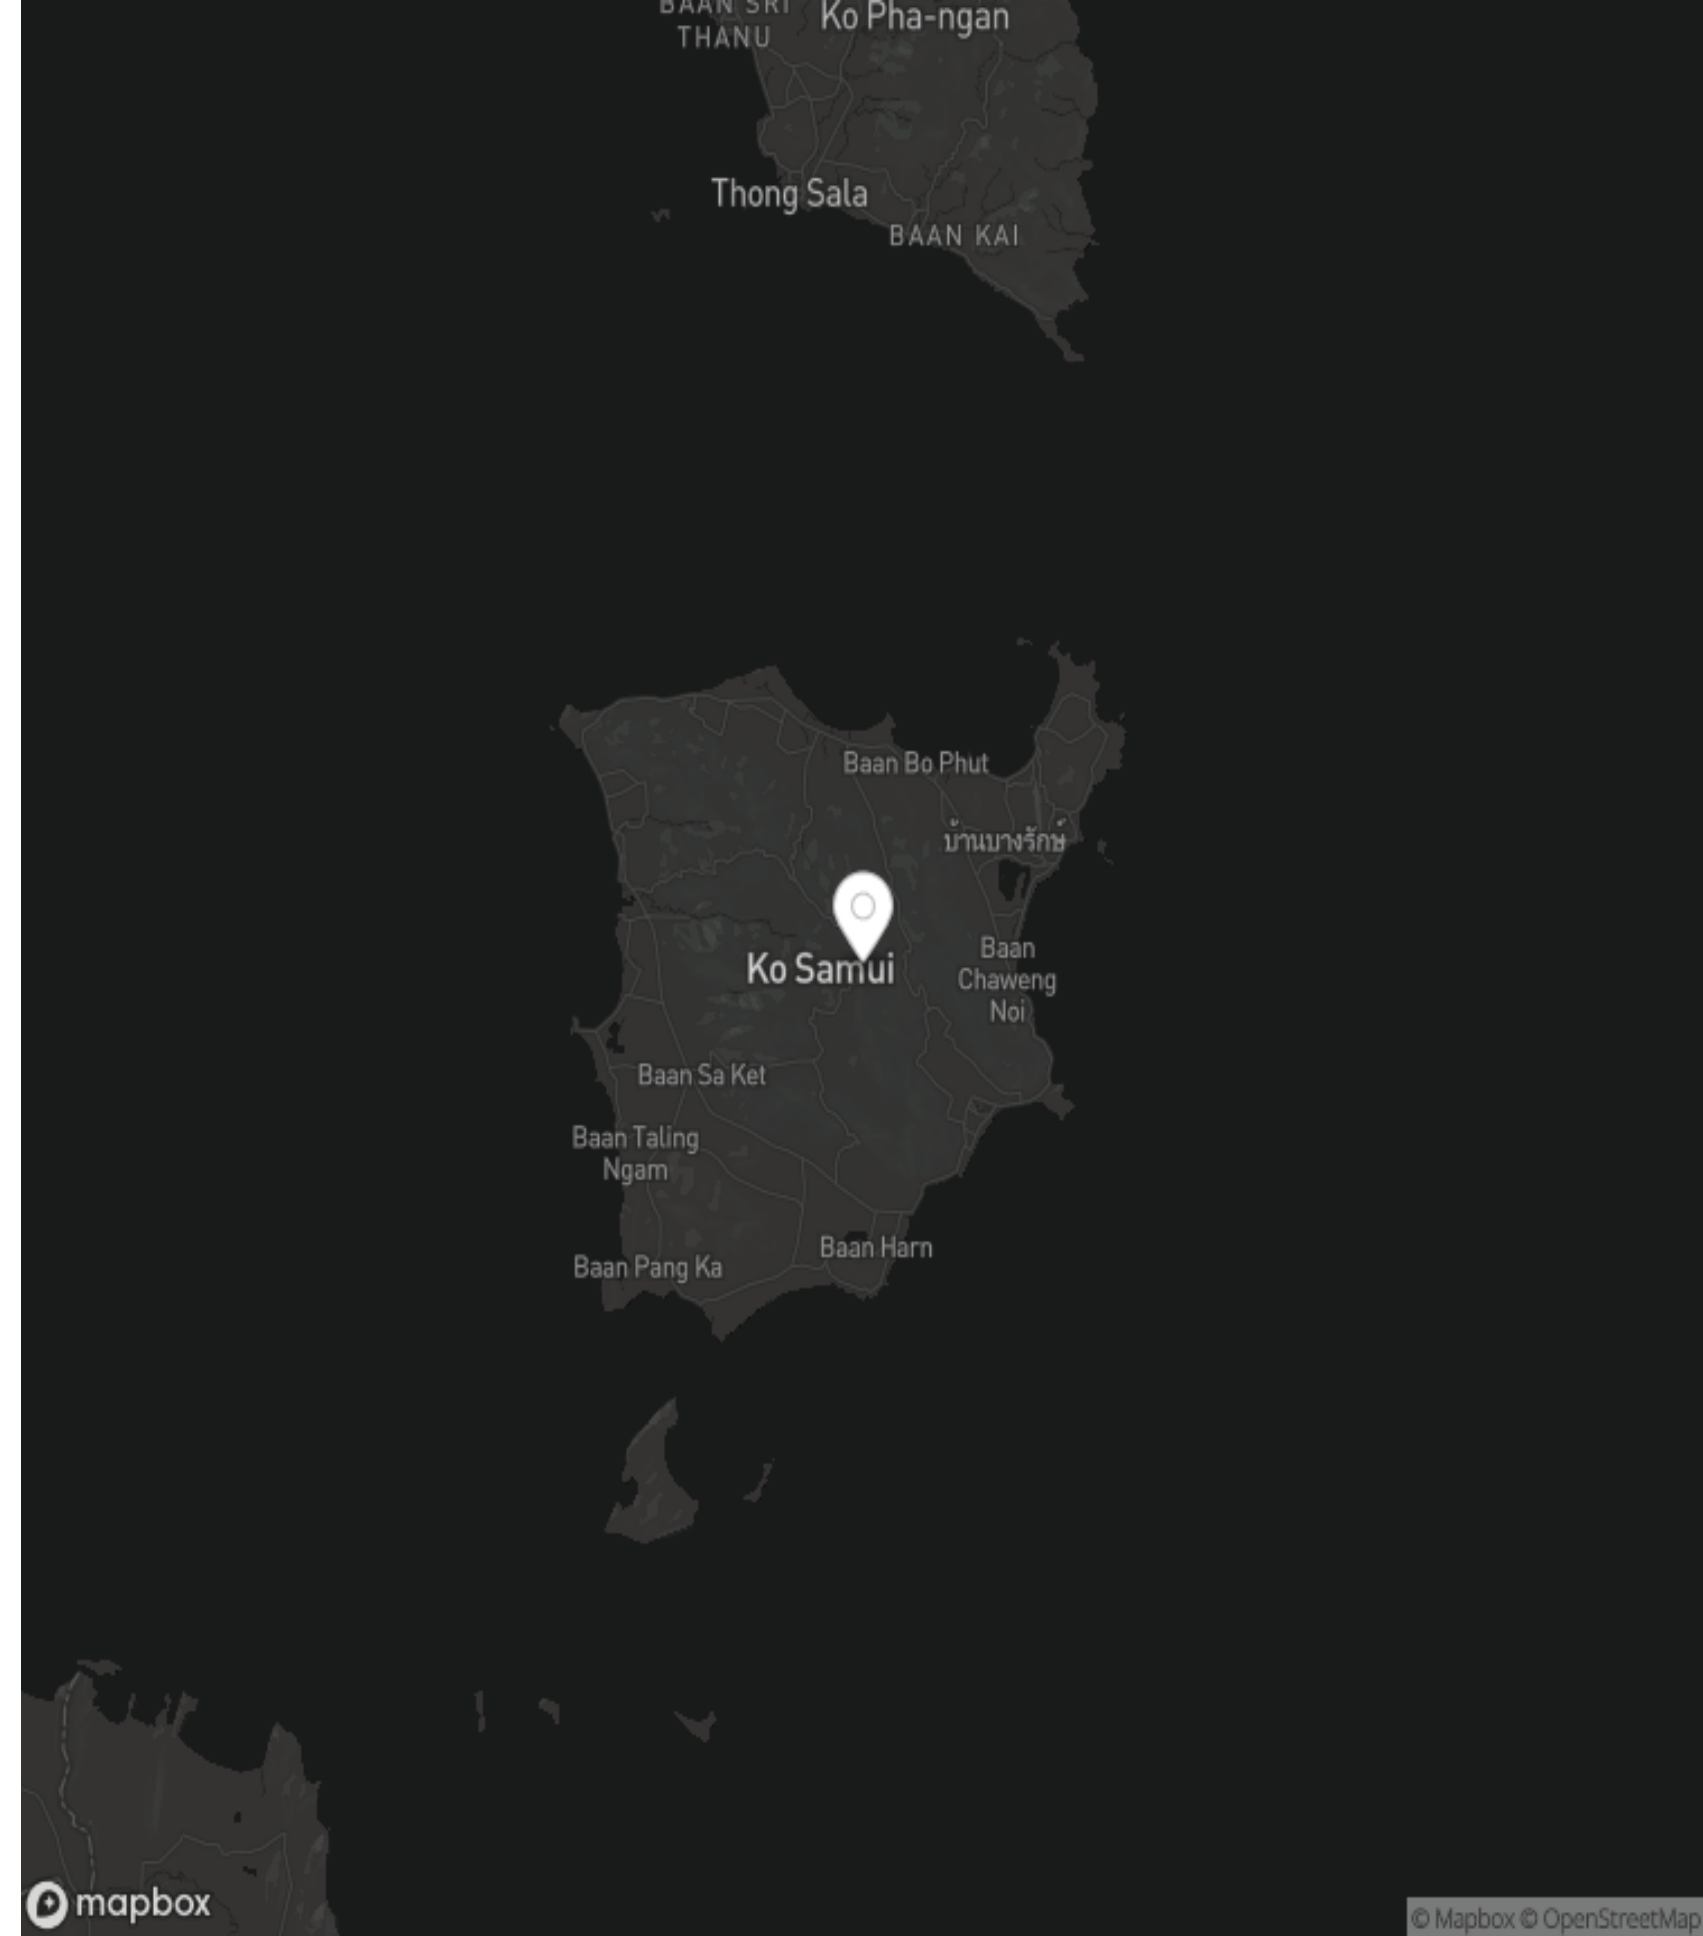 BAAN SRI
THANU
Ko Pha-ngan
Thong Sala
BAAN KAI
Baan Bo Phut
บ้านบางรักษ์
Ko Samui
Baan
Chaweng
Noi
Baan Sa Ket
Baan Taling
Ngam
Baan Harn
Baan Pang Ka
mapbox
© Mapbox © OpenStreetMap